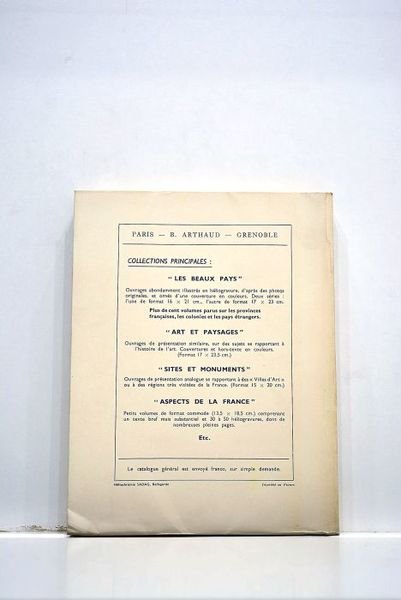 PARIS — B. ARTHAUD — GRENOBLE
COLLECTIONS PRINCIPALES :
" LES BEAUX PAYS "
Ouvrages abondamment illustrés en héliogravure, d'après des photos
originales, et ornés d'une couverture en couleurs. Deux séries :
l'une de format 16 × 21 cm., l'autre de format 17 × 23 cm.
Plus de cent volumes parus sur les provinces
françaises, les colonies et les pays étrangers.
" ART ET PAYSAGES "
Ouvrages de présentation similaire, sur des sujets se rapportant à
l'histoire de l'art. Couvertures et hors-texte en couleurs.
(Format 17 × 23,5 cm.)
" SITES ET MONUMENTS "
Ouvrages de présentation analogue se rapportant à des « Villes d'Art »
ou à des régions très visitées de la France. (Format 15 × 20 cm.)
" ASPECTS DE LA FRANCE "
Petits volumes de format commode (13,5 × 18,5 cm.) comprenant
un texte bref mais substantiel et 30 à 50 héliogravures, dont de
nombreuses pleines pages.
Etc.
Le catalogue général est envoyé franco, sur simple demande.
Héliogravure SADAG, Bellegarde
Imprimé en France